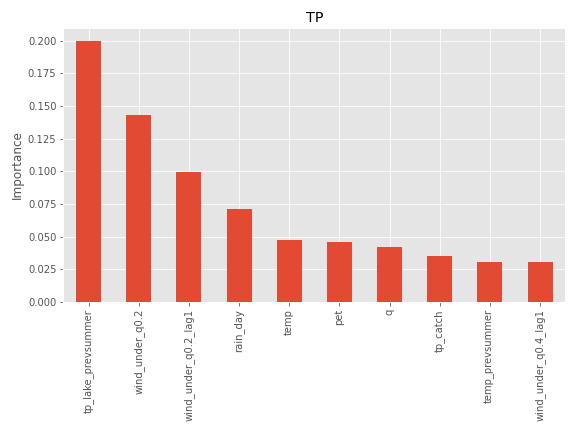 TP
Importance
0.200
0.175
0.150
0.125
0.100
0.075
0.050
0.025
0.000
tp_lake_prevsummer
wind_under_q0.2
wind_under_q0.2_lag1
rain_day
temp
pet
q
tp_catch
temp_prevsummer
wind_under_q0.4_lag1